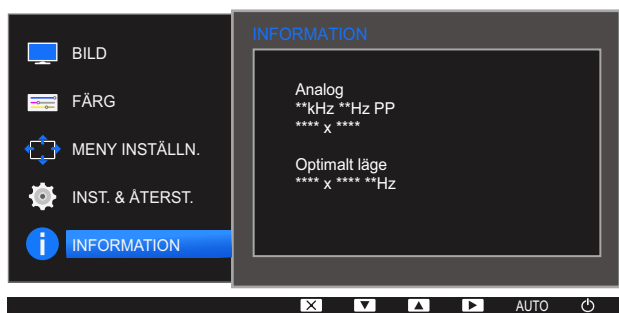 BILD
FÄRG
MENY INSTÄLLN.
INST. & ÅTERST.
INFORMATION
INFORMATION
Analog
**kHz **Hz PP
**** x ****
Optimalt läge
**** x **** **Hz
AUTO